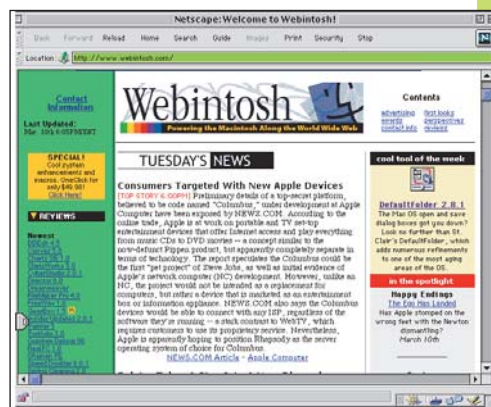 Netscape: Welcome to Webintosh!
Back Forward Reload Home Search Guide Images Print Security Stop
Location: http://www.webintosh.com/
Contact
Information
Last Updated:
SPECIAL!
Cool system
enhancements and
macros. OneClick for
only $49.98!
Click Here!
REVIEWS
Newest
Webintosh
Powering the Macintosh Along the World Wide Web
Contents
advertising first looks
awards perspectives
contact info reviews
TUESDAY'S NEWS
Consumers Targeted With New Apple Devices
[TOP STORY 6:00PM] Preliminary details of a top-secret platform,
believed to be code named "Columbus," under development at Apple
Computer have been exposed by NEWS.COM. According to the
online trade, Apple is at work on portable and TV set-top
entertainment devices that offer Internet access and play everything
from music CDs to DVD movies — a concept similar to the
now-defunct Pippen product, but apparently completely separate in
terms of technology. The report speculates the Columbus could be
the first "pet project" of Steve Jobs, as well as initial evidence of
Apple's network computer (NC) development. However, unlike an
NC, the project would not be intended as a replacement for
computers, but rather a device that is marketed as an entertainment
box or information appliance. NEWS.COM also says the Columbus
devices would be able to connect with any ISP, regardless of the
software they're running — a stark contrast to WebTV, which
requires customers to use its proprietary service. Nevertheless,
Apple is apparently hoping to position Rhapsody as the server
operating system of choice for Columbus.
NEWS.COM Article - Apple Computer
cool tool of the week
DefaultFolder 2.8.1
The Mac OS open and save
dialog boxes got you down?
Look no further than St.
Clair's DefaultFolder, which
adds numerous refinements
to one of the most aging
areas of the OS.
in the spotlight
Happy Endings
The Egg Has Landed
Has Apple stomped on the
wrong feet with the Newton
dismantling?
March 10th